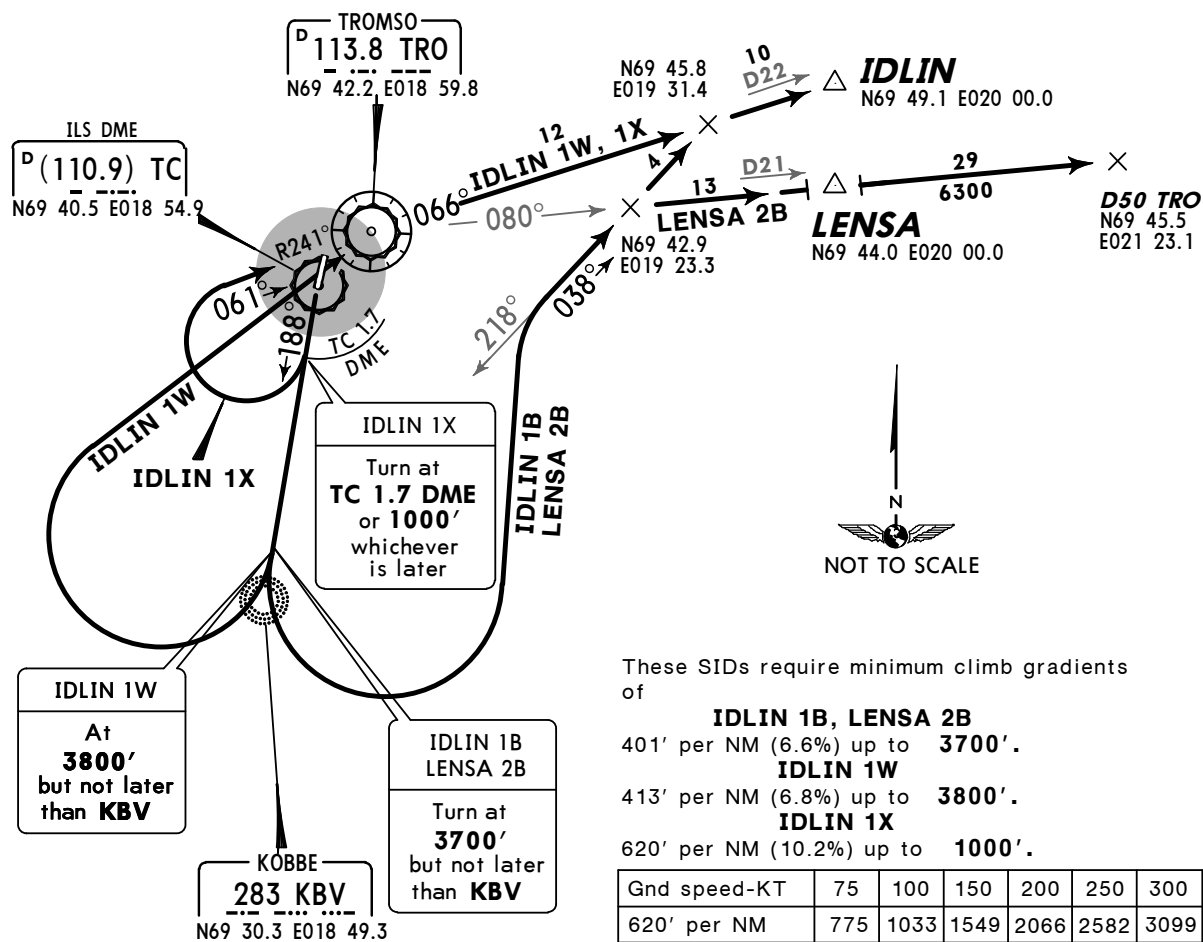 TROMSO
D 113.8 TRO
N69 42.2 E018 59.8
ILS DME
D (110.9) TC
N69 40.5 E018 54.9
N69 45.8
E019 31.4
10
D22
IDLIN
N69 49.1 E020 00.0
12
IDLIN 1W, 1X
066°
4
080°
13
LENSA 2B
D21
LENSA
N69 44.0 E020 00.0
29
6300
D50 TRO
N69 45.5
E021 23.1
N69 42.9
E019 23.3
038°
218°
R241°
061°
188°
TC 1.7
DME
IDLIN 1W
IDLIN 1X
IDLIN 1B
LENSA 2B
IDLIN 1X
Turn at
TC 1.7 DME
or 1000'
whichever
is later
N
NOT TO SCALE
IDLIN 1W
At
3800'
but not later
than KBV
IDLIN 1B
LENSA 2B
Turn at
3700'
but not later
than KBV
KOBBE
283 KBV
N69 30.3 E018 49.3
These SIDs require minimum climb gradients
of
IDLIN 1B, LENSA 2B
401' per NM (6.6%) up to 3700'.
IDLIN 1W
413' per NM (6.8%) up to 3800'.
IDLIN 1X
620' per NM (10.2%) up to 1000'.
Gnd speed-KT 75 100 150 200 250 300
620' per NM 775 1033 1549 2066 2582 3099